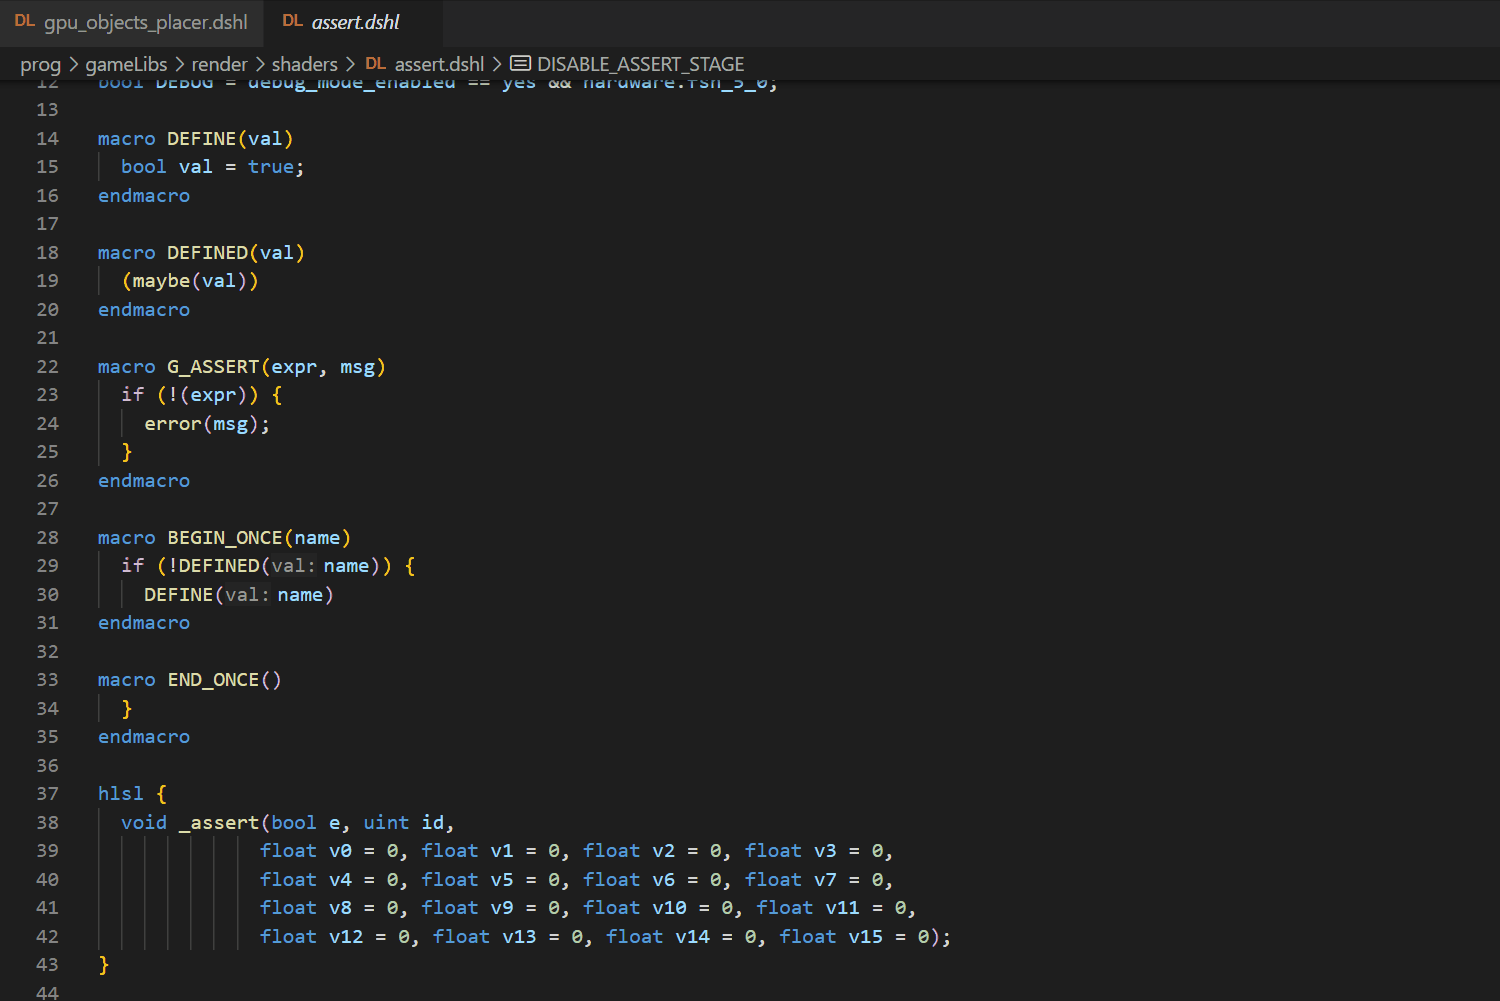 DL gpu_objects_placer.dshl DL assert.dshl
prog > gameLibs > render > shaders > DL assert.dshl > DISABLE_ASSERT_STAGE
12 bool DEBUG = debug_mode_enabled == yes && hardware.fsh_5_0;
13
14 macro DEFINE(val)
15   bool val = true;
16 endmacro
17
18 macro DEFINED(val)
19   (maybe(val))
20 endmacro
21
22 macro G_ASSERT(expr, msg)
23   if (!(expr)) {
24     error(msg);
25   }
26 endmacro
27
28 macro BEGIN_ONCE(name)
29   if (!DEFINED(val: name)) {
30     DEFINE(val: name)
31 endmacro
32
33 macro END_ONCE()
34   }
35 endmacro
36
37 hlsl {
38   void _assert(bool e, uint id,
39               float v0 = 0, float v1 = 0, float v2 = 0, float v3 = 0,
40               float v4 = 0, float v5 = 0, float v6 = 0, float v7 = 0,
41               float v8 = 0, float v9 = 0, float v10 = 0, float v11 = 0,
42               float v12 = 0, float v13 = 0, float v14 = 0, float v15 = 0);
43 }
44